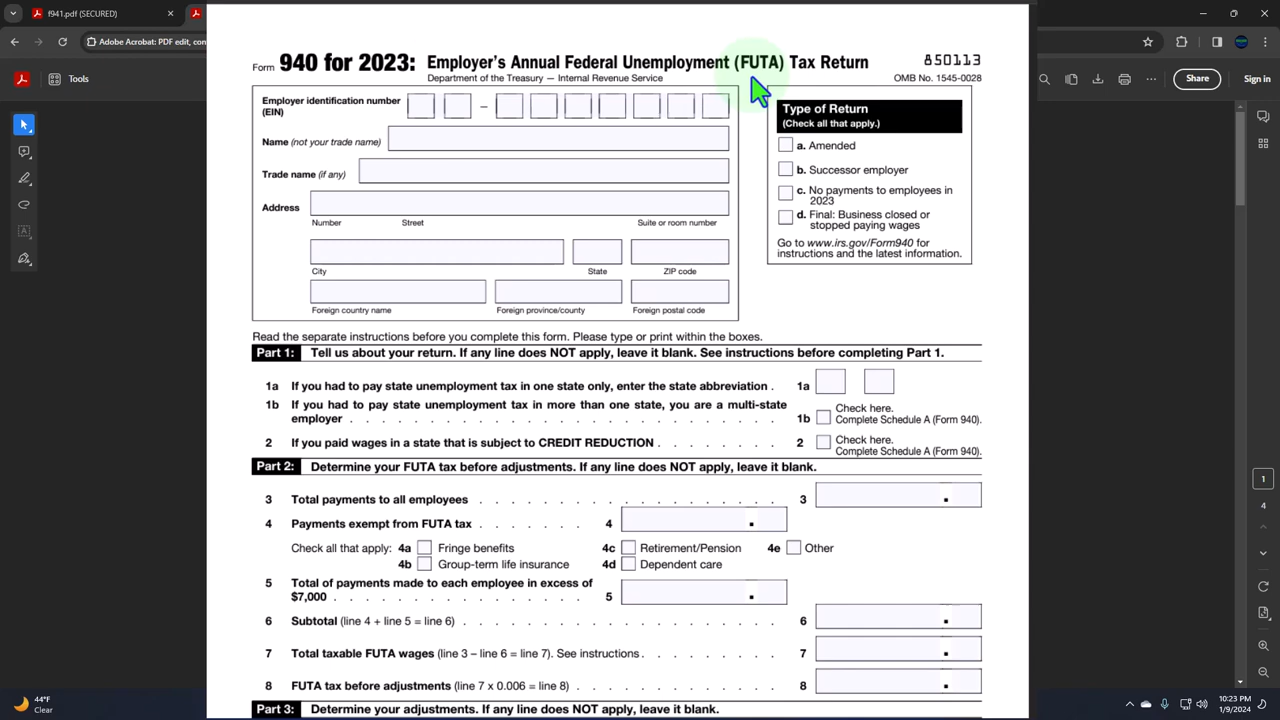 f941.pdf (SECURED)
f940.pdf
Adobe Acrobat: PDF edit, con
Tools
Share
Sign in
Form 940 for 2023: Employer's Annual Federal Unemployment (FUTA) Tax Return
850113
Department of the Treasury — Internal Revenue Service
OMB No. 1545-0028
Employer identification number
(EIN)
–
Name (not your trade name)
Trade name (if any)
Address
Number Street Suite or room number
City State ZIP code
Foreign country name Foreign province/county Foreign postal code
Type of Return
(Check all that apply.)
a. Amended
b. Successor employer
c. No payments to employees in
2023
d. Final: Business closed or
stopped paying wages
Go to www.irs.gov/Form940 for
instructions and the latest information.
Read the separate instructions before you complete this form. Please type or print within the boxes.
Part 1: Tell us about your return. If any line does NOT apply, leave it blank. See instructions before completing Part 1.
1a If you had to pay state unemployment tax in one state only, enter the state abbreviation . 1a
1b If you had to pay state unemployment tax in more than one state, you are a multi-state
employer . . . . . . . . . . . . . . . . . . . . . 1b Check here.
Complete Schedule A (Form 940).
2 If you paid wages in a state that is subject to CREDIT REDUCTION . . . . . . 2 Check here.
Complete Schedule A (Form 940).
Part 2: Determine your FUTA tax before adjustments. If any line does NOT apply, leave it blank.
3 Total payments to all employees . . . . . . . . . . . . . . . 3 .
4 Payments exempt from FUTA tax . . . . . . 4 .
Check all that apply: 4a Fringe benefits 4c Retirement/Pension 4e Other
4b Group-term life insurance 4d Dependent care
5 Total of payments made to each employee in excess of
$7,000 . . . . . . . . . . . . . 5 .
6 Subtotal (line 4 + line 5 = line 6) . . . . . . . . . . . . . . . . 6 .
7 Total taxable FUTA wages (line 3 – line 6 = line 7). See instructions . . . . . . . 7 .
8 FUTA tax before adjustments (line 7 x 0.006 = line 8) . . . . . . . . . . . 8 .
Part 3: Determine your adjustments. If any line does NOT apply, leave it blank.
1
4
44°F
Clear
10:23 PM
1/9/2024